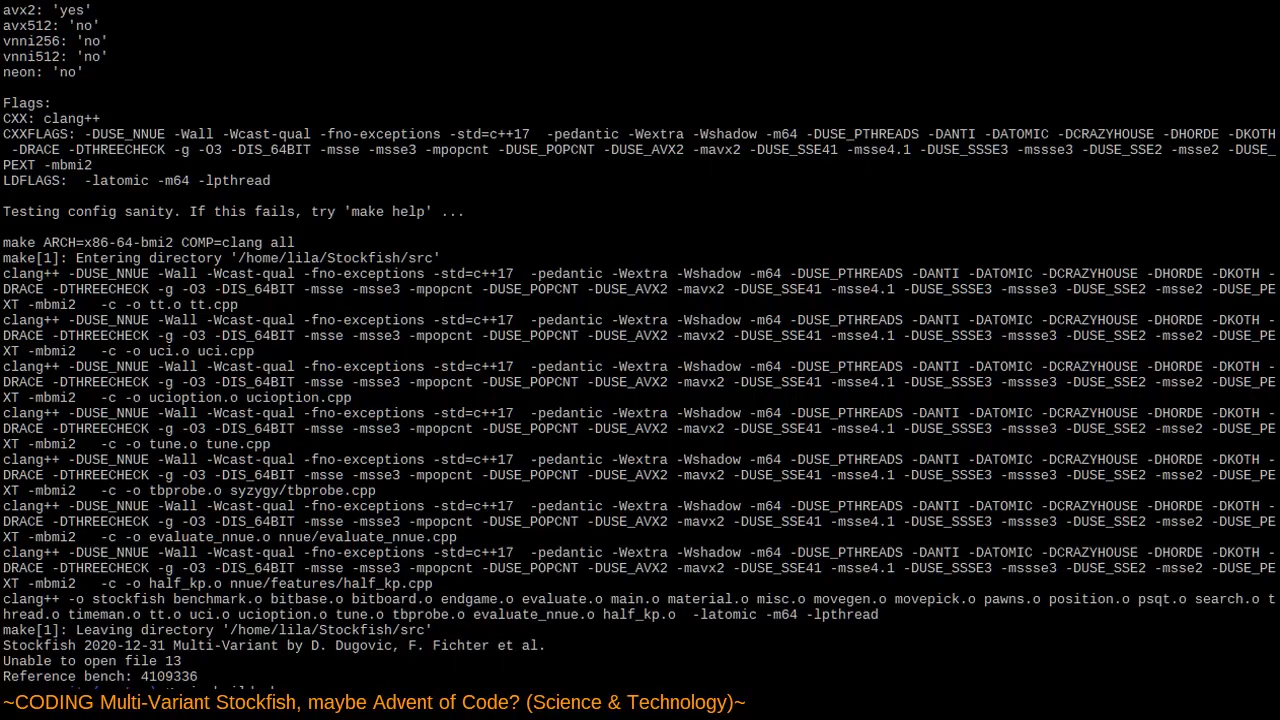 avx2: 'yes'
avx512: 'no'
vnni256: 'no'
vnni512: 'no'
neon: 'no'
Flags:
CXX: clang++
CXXFLAGS: -DUSE_NNUE -Wall -Wcast-qual -fno-exceptions -std=c++17  -pedantic -Wextra -Wshadow -m64 -DUSE_PTHREADS -DANTI -DATOMIC -DCRAZYHOUSE -DHORDE -DKOTH
 -DRACE -DTHREECHECK -g -O3 -DIS_64BIT -msse -msse3 -mpopcnt -DUSE_POPCNT -DUSE_AVX2 -mavx2 -DUSE_SSE41 -msse4.1 -DUSE_SSSE3 -mssse3 -DUSE_SSE2 -msse2 -DUSE_
PEXT -mbmi2
LDFLAGS:  -latomic -m64 -lpthread
Testing config sanity. If this fails, try 'make help' ...
make ARCH=x86-64-bmi2 COMP=clang all
make[1]: Entering directory '/home/lila/Stockfish/src'
clang++ -DUSE_NNUE -Wall -Wcast-qual -fno-exceptions -std=c++17  -pedantic -Wextra -Wshadow -m64 -DUSE_PTHREADS -DANTI -DATOMIC -DCRAZYHOUSE -DHORDE -DKOTH -
DRACE -DTHREECHECK -g -O3 -DIS_64BIT -msse -msse3 -mpopcnt -DUSE_POPCNT -DUSE_AVX2 -mavx2 -DUSE_SSE41 -msse4.1 -DUSE_SSSE3 -mssse3 -DUSE_SSE2 -msse2 -DUSE_PE
XT -mbmi2   -c -o tt.o tt.cpp
clang++ -DUSE_NNUE -Wall -Wcast-qual -fno-exceptions -std=c++17  -pedantic -Wextra -Wshadow -m64 -DUSE_PTHREADS -DANTI -DATOMIC -DCRAZYHOUSE -DHORDE -DKOTH -
DRACE -DTHREECHECK -g -O3 -DIS_64BIT -msse -msse3 -mpopcnt -DUSE_POPCNT -DUSE_AVX2 -mavx2 -DUSE_SSE41 -msse4.1 -DUSE_SSSE3 -mssse3 -DUSE_SSE2 -msse2 -DUSE_PE
XT -mbmi2   -c -o uci.o uci.cpp
clang++ -DUSE_NNUE -Wall -Wcast-qual -fno-exceptions -std=c++17  -pedantic -Wextra -Wshadow -m64 -DUSE_PTHREADS -DANTI -DATOMIC -DCRAZYHOUSE -DHORDE -DKOTH -
DRACE -DTHREECHECK -g -O3 -DIS_64BIT -msse -msse3 -mpopcnt -DUSE_POPCNT -DUSE_AVX2 -mavx2 -DUSE_SSE41 -msse4.1 -DUSE_SSSE3 -mssse3 -DUSE_SSE2 -msse2 -DUSE_PE
XT -mbmi2   -c -o ucioption.o ucioption.cpp
clang++ -DUSE_NNUE -Wall -Wcast-qual -fno-exceptions -std=c++17  -pedantic -Wextra -Wshadow -m64 -DUSE_PTHREADS -DANTI -DATOMIC -DCRAZYHOUSE -DHORDE -DKOTH -
DRACE -DTHREECHECK -g -O3 -DIS_64BIT -msse -msse3 -mpopcnt -DUSE_POPCNT -DUSE_AVX2 -mavx2 -DUSE_SSE41 -msse4.1 -DUSE_SSSE3 -mssse3 -DUSE_SSE2 -msse2 -DUSE_PE
XT -mbmi2   -c -o tune.o tune.cpp
clang++ -DUSE_NNUE -Wall -Wcast-qual -fno-exceptions -std=c++17  -pedantic -Wextra -Wshadow -m64 -DUSE_PTHREADS -DANTI -DATOMIC -DCRAZYHOUSE -DHORDE -DKOTH -
DRACE -DTHREECHECK -g -O3 -DIS_64BIT -msse -msse3 -mpopcnt -DUSE_POPCNT -DUSE_AVX2 -mavx2 -DUSE_SSE41 -msse4.1 -DUSE_SSSE3 -mssse3 -DUSE_SSE2 -msse2 -DUSE_PE
XT -mbmi2   -c -o tbprobe.o syzygy/tbprobe.cpp
clang++ -DUSE_NNUE -Wall -Wcast-qual -fno-exceptions -std=c++17  -pedantic -Wextra -Wshadow -m64 -DUSE_PTHREADS -DANTI -DATOMIC -DCRAZYHOUSE -DHORDE -DKOTH -
DRACE -DTHREECHECK -g -O3 -DIS_64BIT -msse -msse3 -mpopcnt -DUSE_POPCNT -DUSE_AVX2 -mavx2 -DUSE_SSE41 -msse4.1 -DUSE_SSSE3 -mssse3 -DUSE_SSE2 -msse2 -DUSE_PE
XT -mbmi2   -c -o evaluate_nnue.o nnue/evaluate_nnue.cpp
clang++ -DUSE_NNUE -Wall -Wcast-qual -fno-exceptions -std=c++17  -pedantic -Wextra -Wshadow -m64 -DUSE_PTHREADS -DANTI -DATOMIC -DCRAZYHOUSE -DHORDE -DKOTH -
DRACE -DTHREECHECK -g -O3 -DIS_64BIT -msse -msse3 -mpopcnt -DUSE_POPCNT -DUSE_AVX2 -mavx2 -DUSE_SSE41 -msse4.1 -DUSE_SSSE3 -mssse3 -DUSE_SSE2 -msse2 -DUSE_PE
XT -mbmi2   -c -o half_kp.o nnue/features/half_kp.cpp
clang++ -o stockfish benchmark.o bitbase.o bitboard.o endgame.o evaluate.o main.o material.o misc.o movegen.o movepick.o pawns.o position.o psqt.o search.o t
hread.o timeman.o tt.o uci.o ucioption.o tune.o tbprobe.o evaluate_nnue.o half_kp.o  -latomic -m64 -lpthread
make[1]: Leaving directory '/home/lila/Stockfish/src'
Stockfish 2020-12-31 Multi-Variant by D. Dugovic, F. Fichter et al.
Unable to open file 13
Reference bench: 4109336
~CODING Multi-Variant Stockfish, maybe Advent of Code? (Science & Technology)~